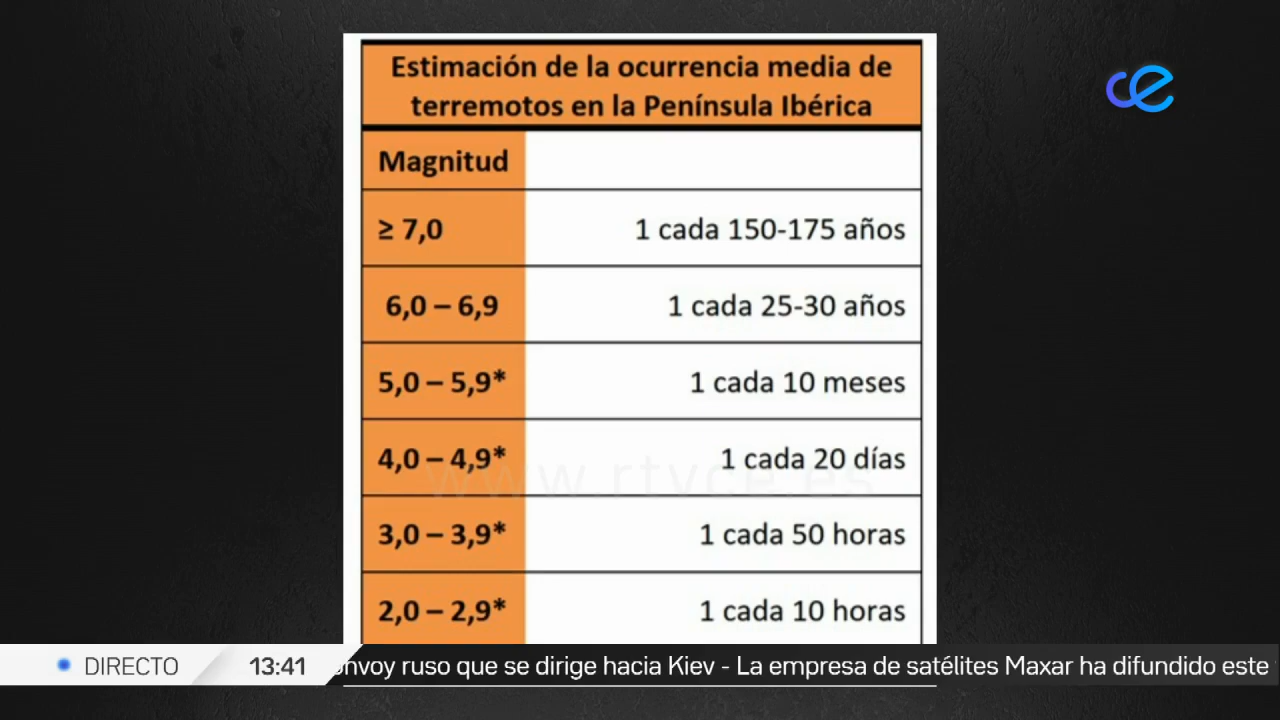 Estimación de la ocurrencia media de
terremotos en la Península Ibérica
Magnitud
≥ 7,0 1 cada 150-175 años
6,0 – 6,9 1 cada 25-30 años
5,0 – 5,9* 1 cada 10 meses
4,0 – 4,9* 1 cada 20 días
www.rtvce.es
3,0 – 3,9* 1 cada 50 horas
2,0 – 2,9* 1 cada 10 horas
DIRECTO 13:41 onvoy ruso que se dirige hacia Kiev - La empresa de satélites Maxar ha difundido este
ce